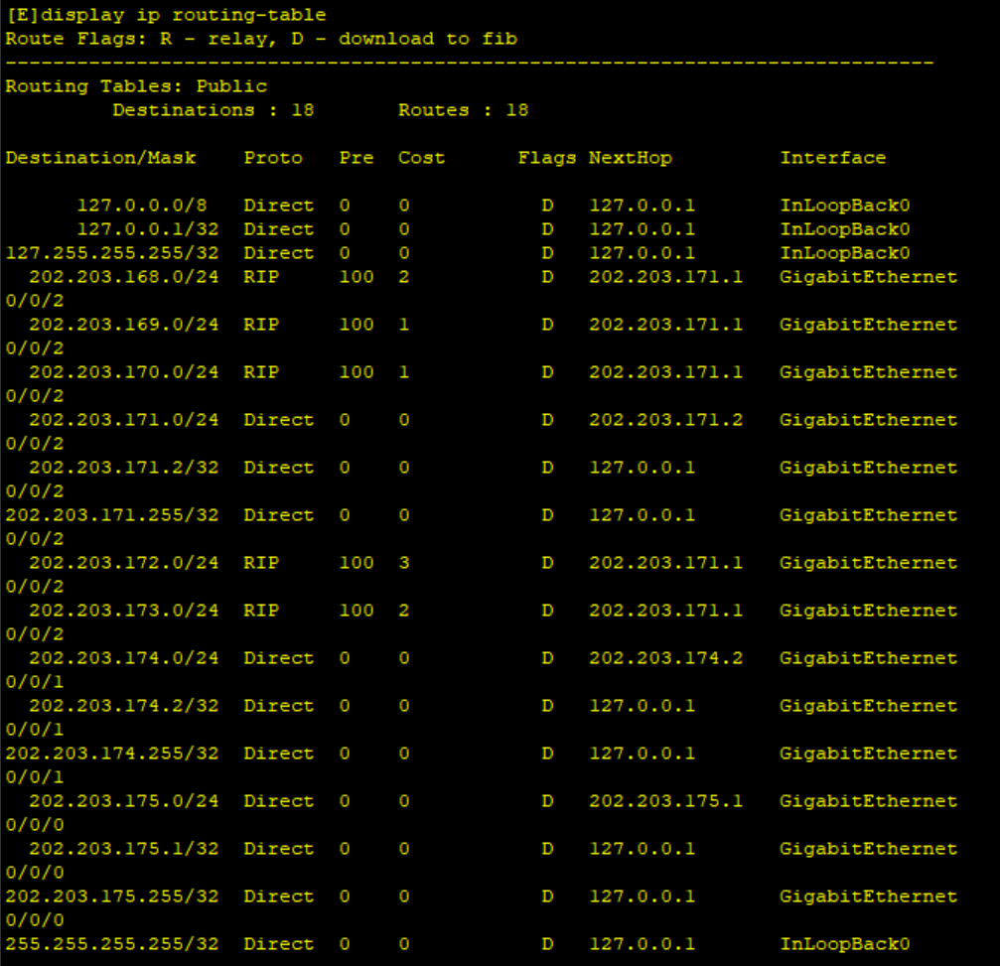 [E]display ip routing-table
Route Flags: R - relay, D - download to fib
------------------------------------------------------------------------------
Routing Tables: Public
         Destinations : 18       Routes : 18

Destination/Mask    Proto   Pre  Cost      Flags NextHop         Interface

      127.0.0.0/8   Direct  0    0           D   127.0.0.1       InLoopBack0
      127.0.0.1/32  Direct  0    0           D   127.0.0.1       InLoopBack0
127.255.255.255/32  Direct  0    0           D   127.0.0.1       InLoopBack0
  202.203.168.0/24  RIP     100  2           D   202.203.171.1   GigabitEthernet
0/0/2
  202.203.169.0/24  RIP     100  1           D   202.203.171.1   GigabitEthernet
0/0/2
  202.203.170.0/24  RIP     100  1           D   202.203.171.1   GigabitEthernet
0/0/2
  202.203.171.0/24  Direct  0    0           D   202.203.171.2   GigabitEthernet
0/0/2
  202.203.171.2/32  Direct  0    0           D   127.0.0.1       GigabitEthernet
0/0/2
202.203.171.255/32  Direct  0    0           D   127.0.0.1       GigabitEthernet
0/0/2
  202.203.172.0/24  RIP     100  3           D   202.203.171.1   GigabitEthernet
0/0/2
  202.203.173.0/24  RIP     100  2           D   202.203.171.1   GigabitEthernet
0/0/2
  202.203.174.0/24  Direct  0    0           D   202.203.174.2   GigabitEthernet
0/0/1
  202.203.174.2/32  Direct  0    0           D   127.0.0.1       GigabitEthernet
0/0/1
202.203.174.255/32  Direct  0    0           D   127.0.0.1       GigabitEthernet
0/0/1
  202.203.175.0/24  Direct  0    0           D   202.203.175.1   GigabitEthernet
0/0/0
  202.203.175.1/32  Direct  0    0           D   127.0.0.1       GigabitEthernet
0/0/0
202.203.175.255/32  Direct  0    0           D   127.0.0.1       GigabitEthernet
0/0/0
255.255.255.255/32  Direct  0    0           D   127.0.0.1       InLoopBack0